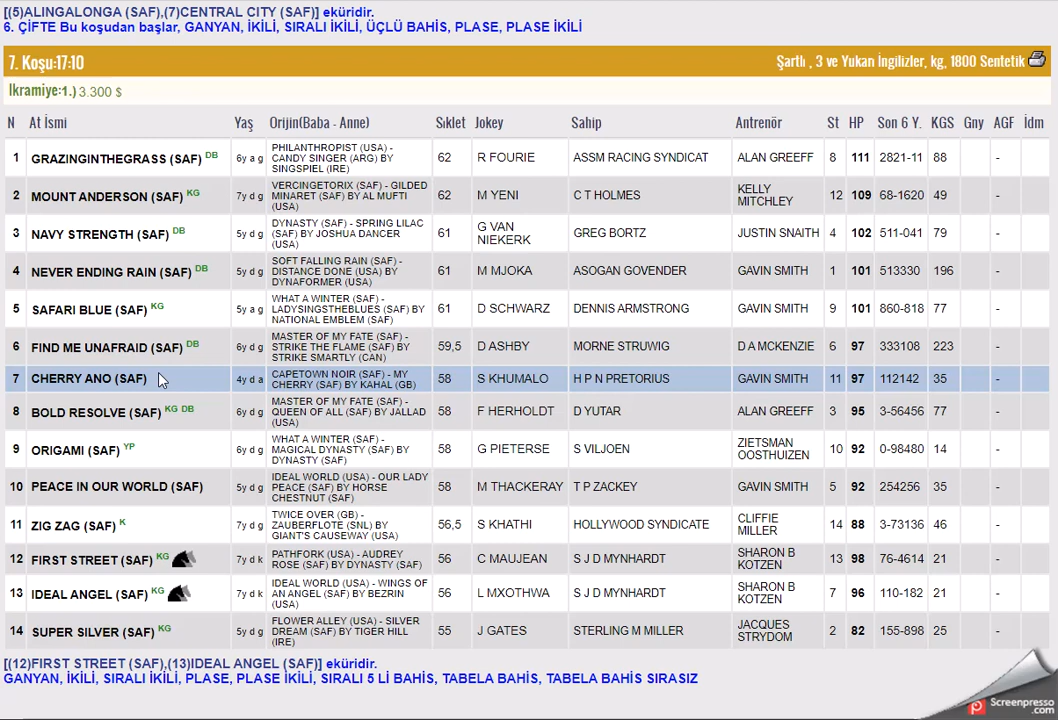 [(5)ALINGALONGA (SAF),(7)CENTRAL CITY (SAF)] eküridir.
6. ÇİFTE Bu koşudan başlar, GANYAN, İKİLİ, SIRALI İKİLİ, ÜÇLÜ BAHİS, PLASE, PLASE İKİLİ
7. Koşu:17:10 Şartlı , 3 ve Yukarı İngilizler, kg, 1800 Sentetik
İkramiye:1.) 3.300 $
N At İsmi Yaş Orijin(Baba - Anne) Sıklet Jokey Sahip Antrenör St HP Son 6 Y. KGS Gny AGF İdm
1 GRAZINGINTHEGRASS (SAF) DB 6y a g PHILANTHROPIST (USA) - CANDY SINGER (ARG) BY SINGSPIEL (IRE) 62 R FOURIE ASSM RACING SYNDICAT ALAN GREEFF 8 111 2821-11 88 -
2 MOUNT ANDERSON (SAF) KG 7y d g VERCINGETORIX (SAF) - GILDED MINARET (SAF) BY AL MUFTI (USA) 62 M YENI C T HOLMES KELLY MITCHLEY 12 109 68-1620 49 -
3 NAVY STRENGTH (SAF) DB 5y d g DYNASTY (SAF) - SPRING LILAC (SAF) BY JOSHUA DANCER (USA) 61 G VAN NIEKERK GREG BORTZ JUSTIN SNAITH 4 102 511-041 79 -
4 NEVER ENDING RAIN (SAF) DB 5y d g SOFT FALLING RAIN (SAF) - DISTANCE DONE (USA) BY DYNAFORMER (USA) 61 M MJOKA ASOGAN GOVENDER GAVIN SMITH 1 101 513330 196 -
5 SAFARI BLUE (SAF) KG 5y a g WHAT A WINTER (SAF) - LADYSINGSTHEBLUES (SAF) BY NATIONAL EMBLEM (SAF) 61 D SCHWARZ DENNIS ARMSTRONG GAVIN SMITH 9 101 860-818 77 -
6 FIND ME UNAFRAID (SAF) DB 6y d g MASTER OF MY FATE (SAF) - STRIKE THE FLAME (SAF) BY STRIKE SMARTLY (CAN) 59,5 D ASHBY MORNE STRUWIG D A MCKENZIE 6 97 333108 223 -
7 CHERRY ANO (SAF) 4y d a CAPETOWN NOIR (SAF) - MY CHERRY (SAF) BY KAHAL (GB) 58 S KHUMALO H P N PRETORIUS GAVIN SMITH 11 97 112142 35 -
8 BOLD RESOLVE (SAF) KG DB 6y d g MASTER OF MY FATE (SAF) - QUEEN OF ALL (SAF) BY JALLAD (USA) 58 F HERHOLDT D YUTAR ALAN GREEFF 3 95 3-56456 77 -
9 ORIGAMI (SAF) YP 6y d g WHAT A WINTER (SAF) - MAGICAL DYNASTY (SAF) BY DYNASTY (SAF) 58 G PIETERSE S VILJOEN ZIETSMAN OOSTHUIZEN 10 92 0-98480 14 -
10 PEACE IN OUR WORLD (SAF) 5y d g IDEAL WORLD (USA) - OUR LADY PEACE (SAF) BY HORSE CHESTNUT (SAF) 58 M THACKERAY T P ZACKEY GAVIN SMITH 5 92 254256 35 -
11 ZIG ZAG (SAF) K 7y d g TWICE OVER (GB) - ZAUBERFLOTE (SNL) BY GIANT'S CAUSEWAY (USA) 56,5 S KHATHI HOLLYWOOD SYNDICATE CLIFFIE MILLER 14 88 3-73136 46 -
12 FIRST STREET (SAF) KG 7y d k PATHFORK (USA) - AUDREY ROSE (SAF) BY DYNASTY (SAF) 56 C MAUJEAN S J D MYNHARDT SHARON B KOTZEN 13 98 76-4614 21 -
13 IDEAL ANGEL (SAF) KG 7y d k IDEAL WORLD (USA) - WINGS OF AN ANGEL (SAF) BY BEZRIN (USA) 56 L MXOTHWA S J D MYNHARDT SHARON B KOTZEN 7 96 110-182 21 -
14 SUPER SILVER (SAF) KG 5y d g FLOWER ALLEY (USA) - SILVER DREAM (SAF) BY TIGER HILL (IRE) 55 J GATES STERLING M MILLER JACQUES STRYDOM 2 82 155-898 25 -
[(12)FIRST STREET (SAF),(13)IDEAL ANGEL (SAF)] eküridir.
GANYAN, İKİLİ, SIRALI İKİLİ, PLASE, PLASE İKİLİ, SIRALI 5 Lİ BAHİS, TABELA BAHİS, TABELA BAHİS SIRASIZ
Screenpresso
.com